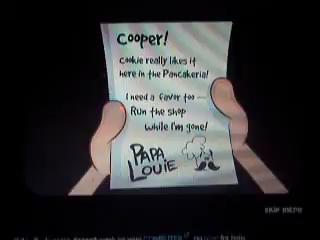 Cooper!
Cookie really likes it
here in the Pancakeria!
I need a favor too —
Run the shop
while I'm gone!
PAPA
LOUIE
skip intro